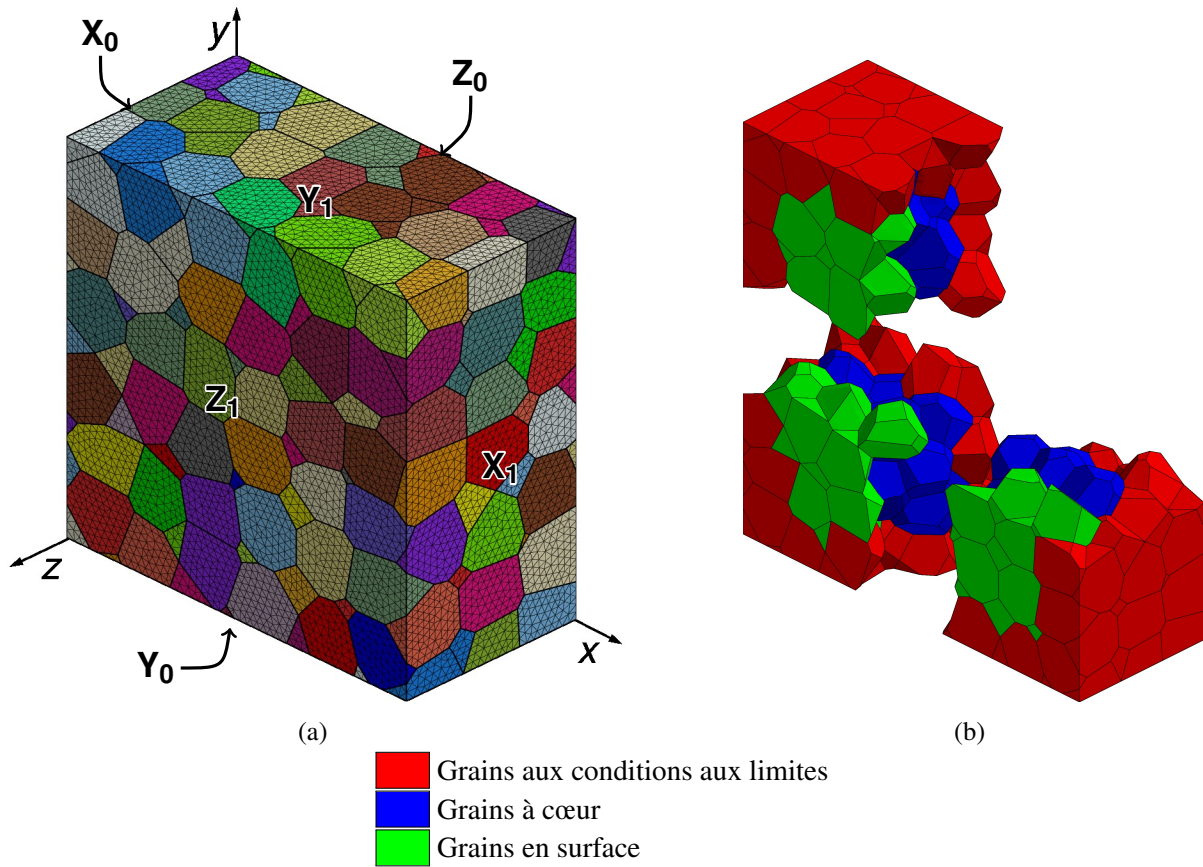 X₀
y
Z₀
Y₁
Z₁
X₁
z
x
Y₀
(a)
(b)
Grains aux conditions aux limites
Grains à cœur
Grains en surface